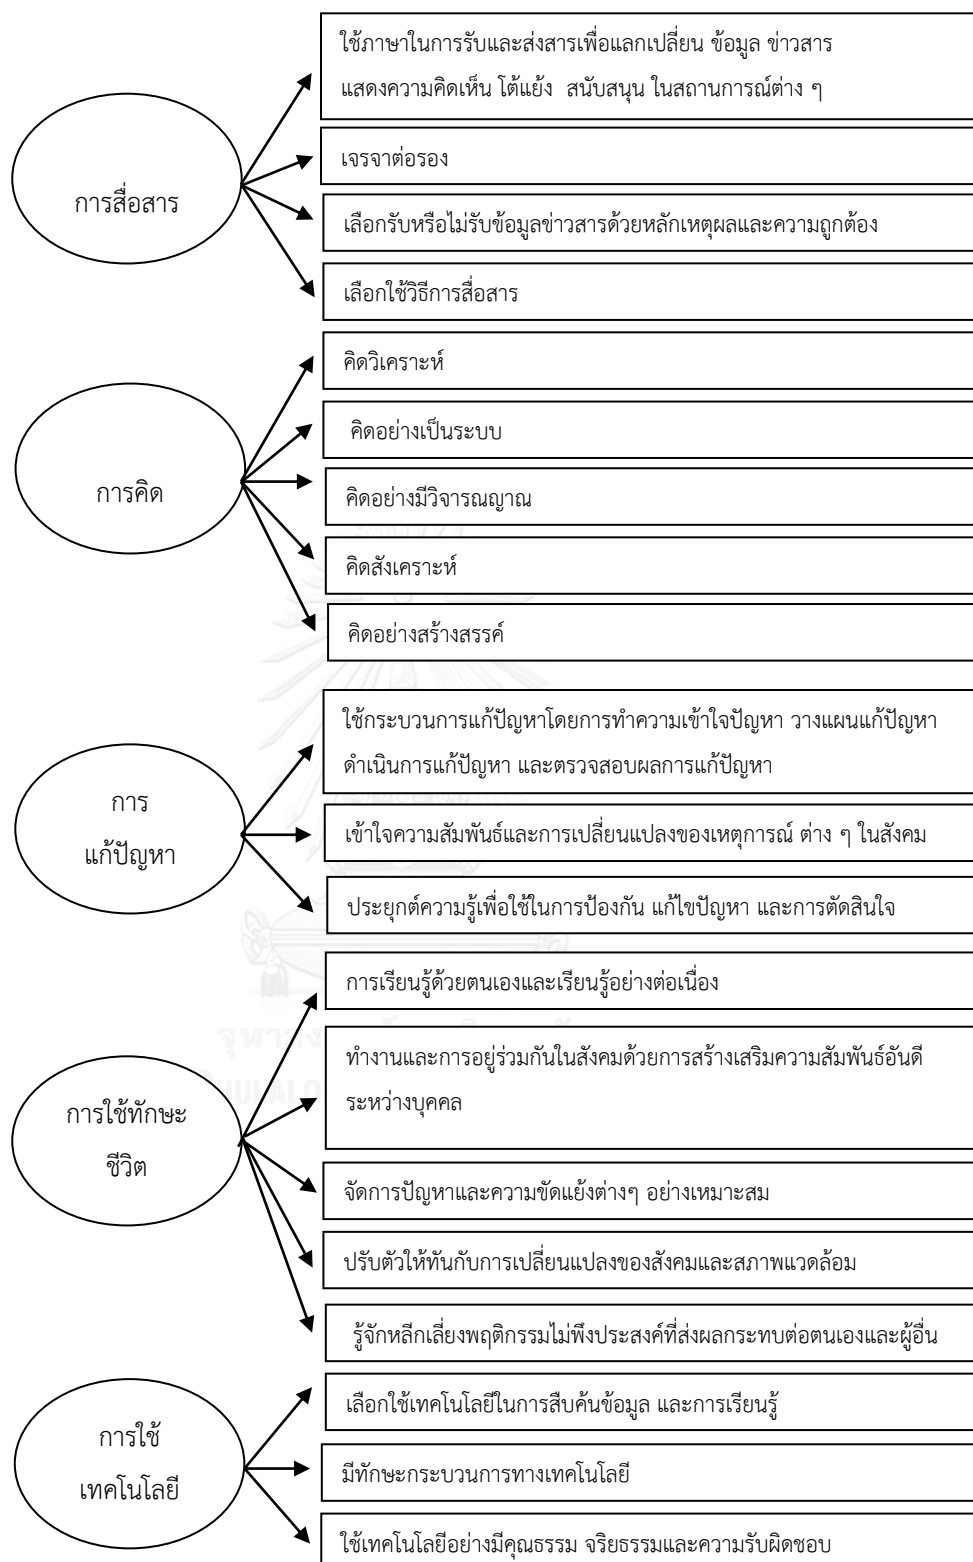 ใช้ภาษาในการรับและส่งสารเพื่อแลกเปลี่ยน ข้อมูล ข่าวสาร
แสดงความคิดเห็น โต้แย้ง สนับสนุน ในสถานการณ์ต่าง ๆ
การสื่อสาร
เจรจาต่อรอง
เลือกรับหรือไม่รับข้อมูลข่าวสารด้วยหลักเหตุผลและความถูกต้อง
เลือกใช้วิธีการสื่อสาร
การคิด
คิดวิเคราะห์
คิดอย่างเป็นระบบ
คิดอย่างมีวิจารณญาณ
คิดสังเคราะห์
คิดอย่างสร้างสรรค์
การ
แก้ปัญหา
ใช้กระบวนการแก้ปัญหาโดยการทำความเข้าใจปัญหา วางแผนแก้ปัญหา
ดำเนินการแก้ปัญหา และตรวจสอบผลการแก้ปัญหา
เข้าใจความสัมพันธ์และการเปลี่ยนแปลงของเหตุการณ์ ต่าง ๆ ในสังคม
ประยุกต์ความรู้เพื่อใช้ในการป้องกัน แก้ไขปัญหา และการตัดสินใจ
การใช้ทักษะ
ชีวิต
การเรียนรู้ด้วยตนเองและเรียนรู้อย่างต่อเนื่อง
ทำงานและการอยู่ร่วมกันในสังคมด้วยการสร้างเสริมความสัมพันธ์อันดี
ระหว่างบุคคล
จัดการปัญหาและความขัดแย้งต่างๆ อย่างเหมาะสม
ปรับตัวให้ทันกับการเปลี่ยนแปลงของสังคมและสภาพแวดล้อม
รู้จักหลีกเลี่ยงพฤติกรรมไม่พึงประสงค์ที่ส่งผลกระทบต่อตนเองและผู้อื่น
การใช้
เทคโนโลยี
เลือกใช้เทคโนโลยีในการสืบค้นข้อมูล และการเรียนรู้
มีทักษะกระบวนการทางเทคโนโลยี
ใช้เทคโนโลยีอย่างมีคุณธรรม จริยธรรมและความรับผิดชอบ